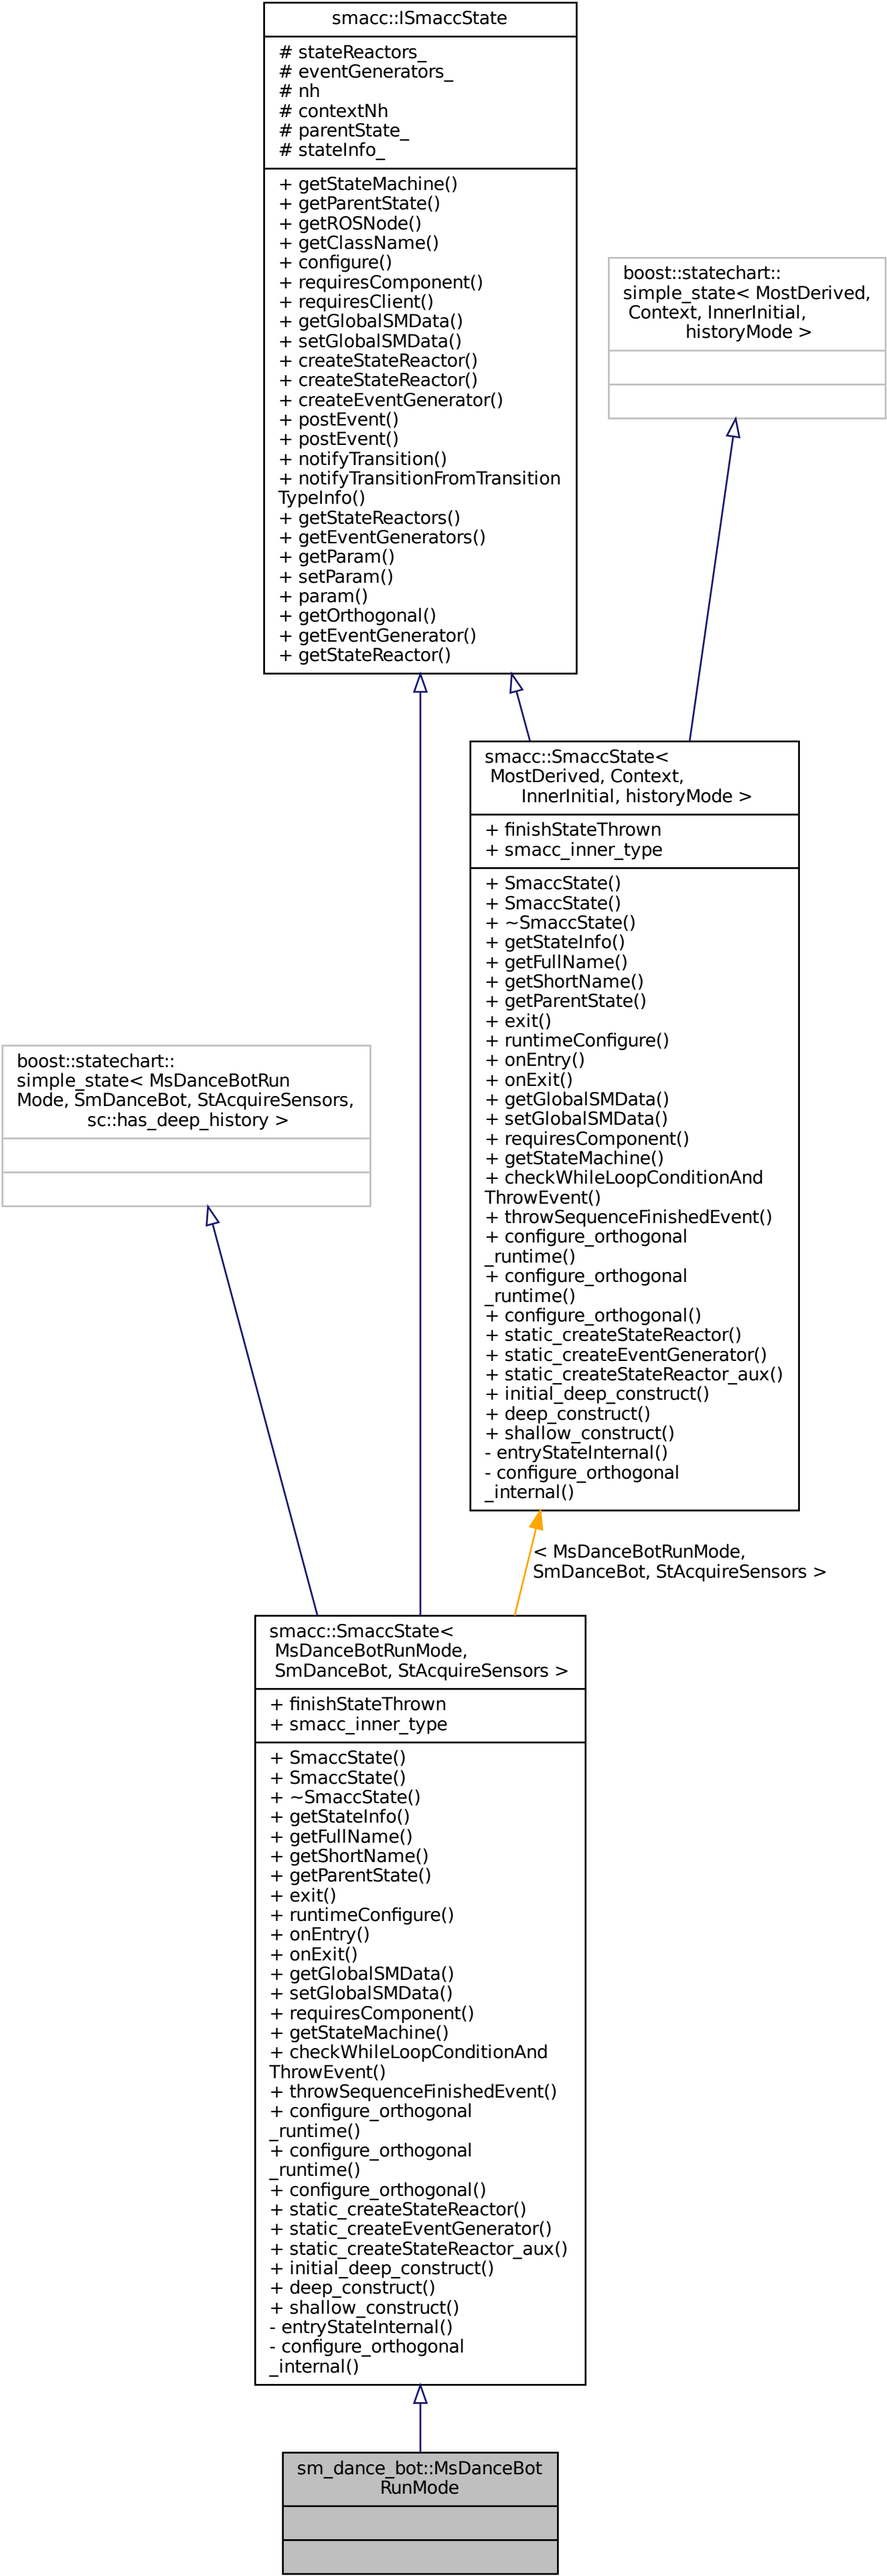 smacc::ISmaccState
# stateReactors_
# eventGenerators_
# nh
# contextNh
# parentState_
# stateInfo_
+ getStateMachine()
+ getParentState()
+ getROSNode()
+ getClassName()
+ configure()
+ requiresComponent()
+ requiresClient()
+ getGlobalSMData()
+ setGlobalSMData()
+ createStateReactor()
+ createStateReactor()
+ createEventGenerator()
+ postEvent()
+ postEvent()
+ notifyTransition()
+ notifyTransitionFromTransition
TypeInfo()
+ getStateReactors()
+ getEventGenerators()
+ getParam()
+ setParam()
+ param()
+ getOrthogonal()
+ getEventGenerator()
+ getStateReactor()
boost::statechart::
simple_state< MostDerived,
Context, InnerInitial,
historyMode >
smacc::SmaccState<
MostDerived, Context,
InnerInitial, historyMode >
+ finishStateThrown
+ smacc_inner_type
+ SmaccState()
+ SmaccState()
+ ~SmaccState()
+ getStateInfo()
+ getFullName()
+ getShortName()
+ getParentState()
+ exit()
+ runtimeConfigure()
+ onEntry()
+ onExit()
+ getGlobalSMData()
+ setGlobalSMData()
+ requiresComponent()
+ getStateMachine()
+ checkWhileLoopConditionAnd
ThrowEvent()
+ throwSequenceFinishedEvent()
+ configure_orthogonal
_runtime()
+ configure_orthogonal
_runtime()
+ configure_orthogonal()
+ static_createStateReactor()
+ static_createEventGenerator()
+ static_createStateReactor_aux()
+ initial_deep_construct()
+ deep_construct()
+ shallow_construct()
- entryStateInternal()
- configure_orthogonal
_internal()
boost::statechart::
simple_state< MsDanceBotRun
Mode, SmDanceBot, StAcquireSensors,
sc::has_deep_history >
< MsDanceBotRunMode,
SmDanceBot, StAcquireSensors >
smacc::SmaccState<
MsDanceBotRunMode,
SmDanceBot, StAcquireSensors >
+ finishStateThrown
+ smacc_inner_type
+ SmaccState()
+ SmaccState()
+ ~SmaccState()
+ getStateInfo()
+ getFullName()
+ getShortName()
+ getParentState()
+ exit()
+ runtimeConfigure()
+ onEntry()
+ onExit()
+ getGlobalSMData()
+ setGlobalSMData()
+ requiresComponent()
+ getStateMachine()
+ checkWhileLoopConditionAnd
ThrowEvent()
+ throwSequenceFinishedEvent()
+ configure_orthogonal
_runtime()
+ configure_orthogonal
_runtime()
+ configure_orthogonal()
+ static_createStateReactor()
+ static_createEventGenerator()
+ static_createStateReactor_aux()
+ initial_deep_construct()
+ deep_construct()
+ shallow_construct()
- entryStateInternal()
- configure_orthogonal
_internal()
sm_dance_bot::MsDanceBot
RunMode